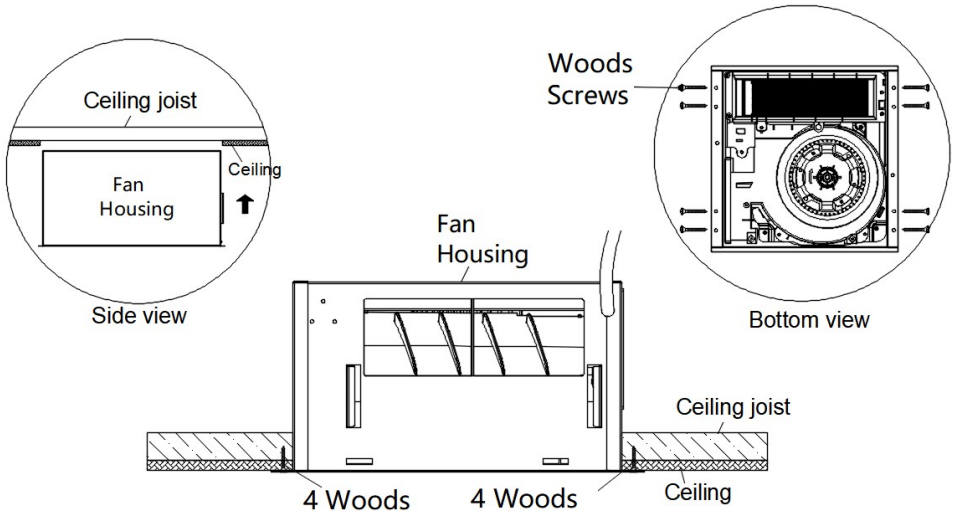 Ceiling joist
Ceiling
Fan
Housing
Side view
Woods
Screws
Bottom view
Fan
Housing
Ceiling joist
Ceiling
4 Woods
4 Woods